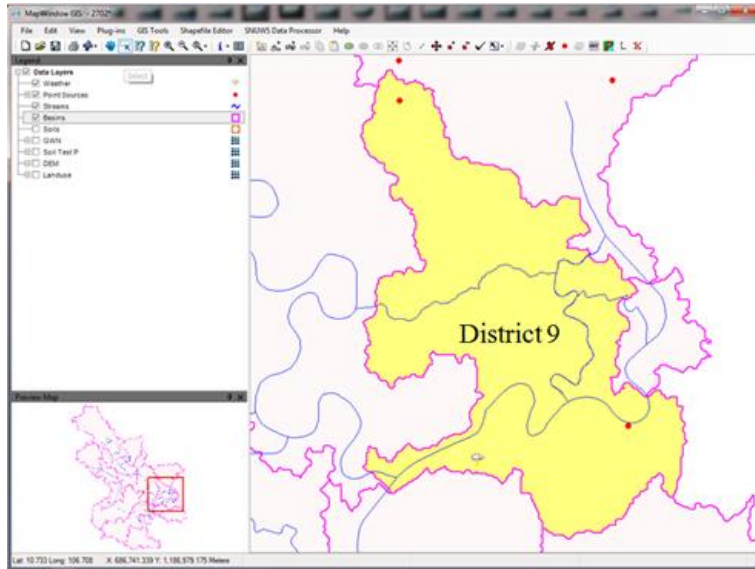 MapWindow GIS - 2702*
File Edit View Plug-ins GIS Tools Shapefile Editor SNUWS Data Processor Help
Legend
Data Layers
Select
Weather
Point Sources
Streams
Basins
Soils
GWN
Soil Test P
DEM
Landuse
District 9
Preview Map
Lat: 10.733 Long: 106.708 X: 686,741.339 Y: 1,186,979.175 Meters